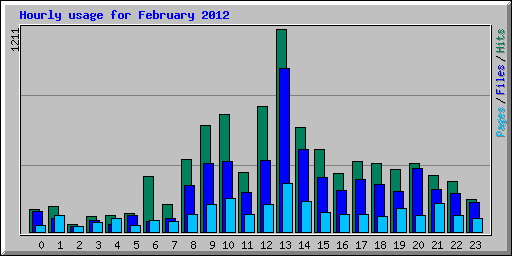 Hourly usage for February 2012
1211
Pages / Files / Hits
0 1 2 3 4 5 6 7 8 9 10 11 12 13 14 15 16 17 18 19 20 21 22 23